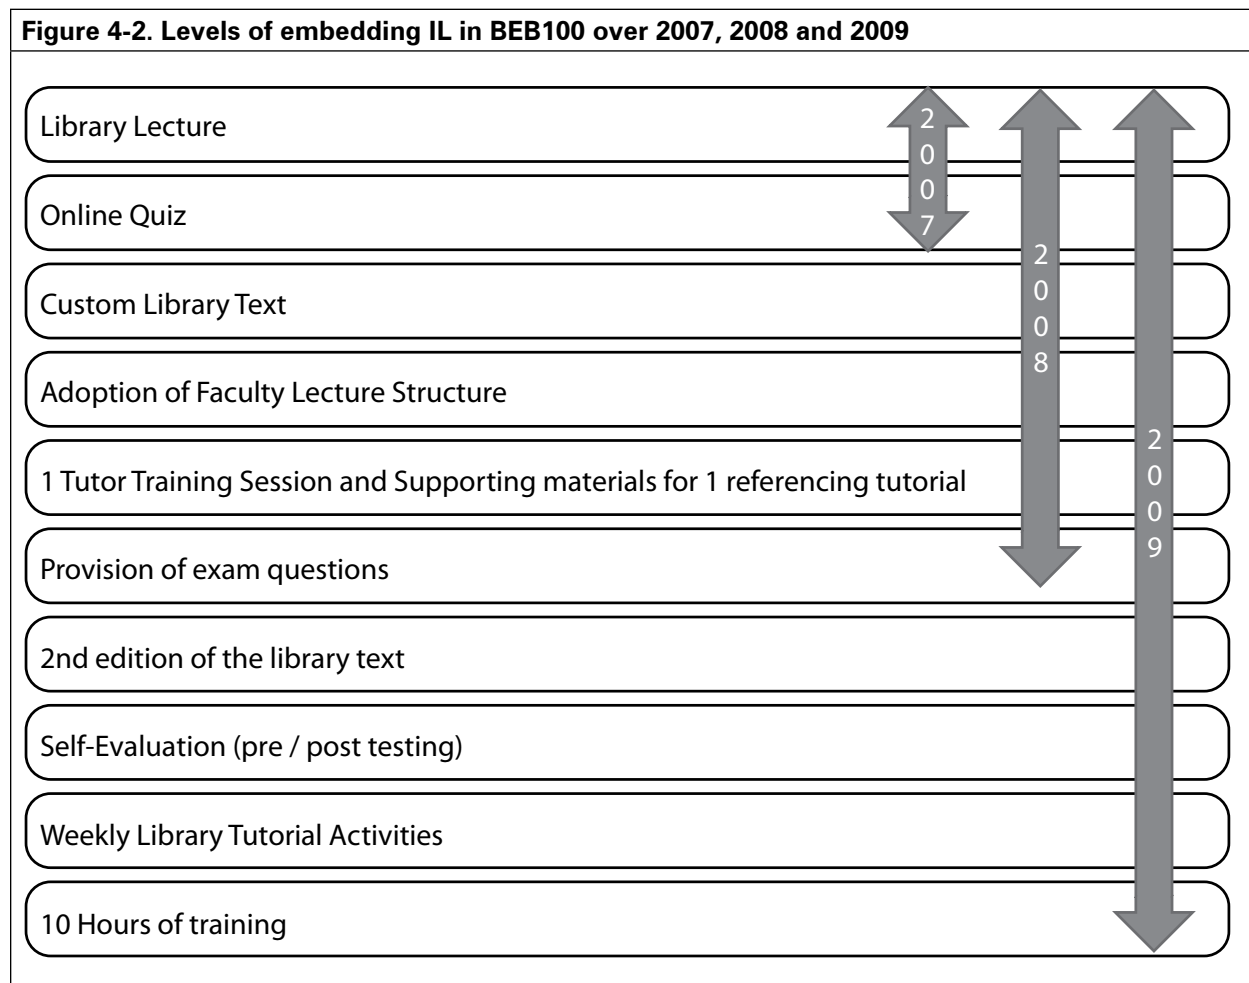 Figure 4-2. Levels of embedding IL in BEB100 over 2007, 2008 and 2009
Library Lecture
Online Quiz
Custom Library Text
Adoption of Faculty Lecture Structure
1 Tutor Training Session and Supporting materials for 1 referencing tutorial
Provision of exam questions
2nd edition of the library text
Self-Evaluation (pre / post testing)
Weekly Library Tutorial Activities
10 Hours of training
2007
2008
2009